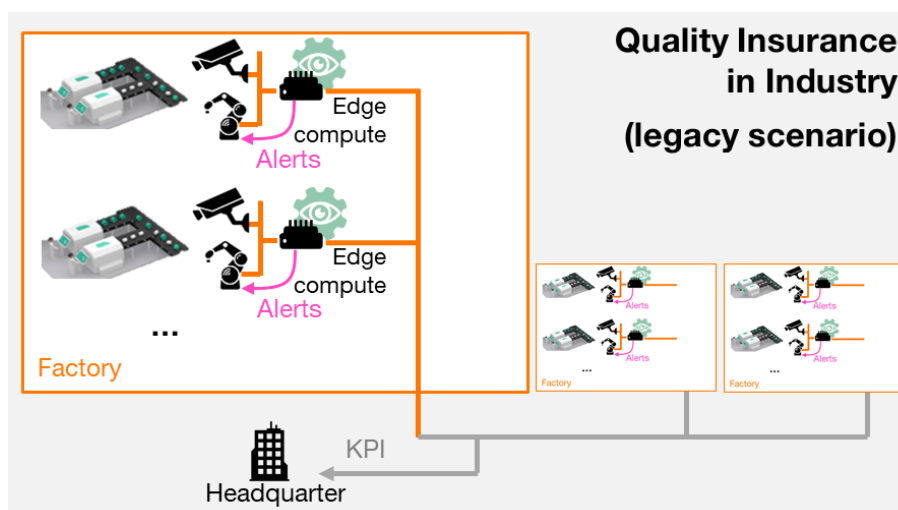 Quality Insurance
in Industry
(legacy scenario)
Edge
compute
Alerts
Edge
compute
Alerts
...
Factory
Alerts
Alerts
...
Factory
Alerts
Alerts
...
Factory
KPI
Headquarter